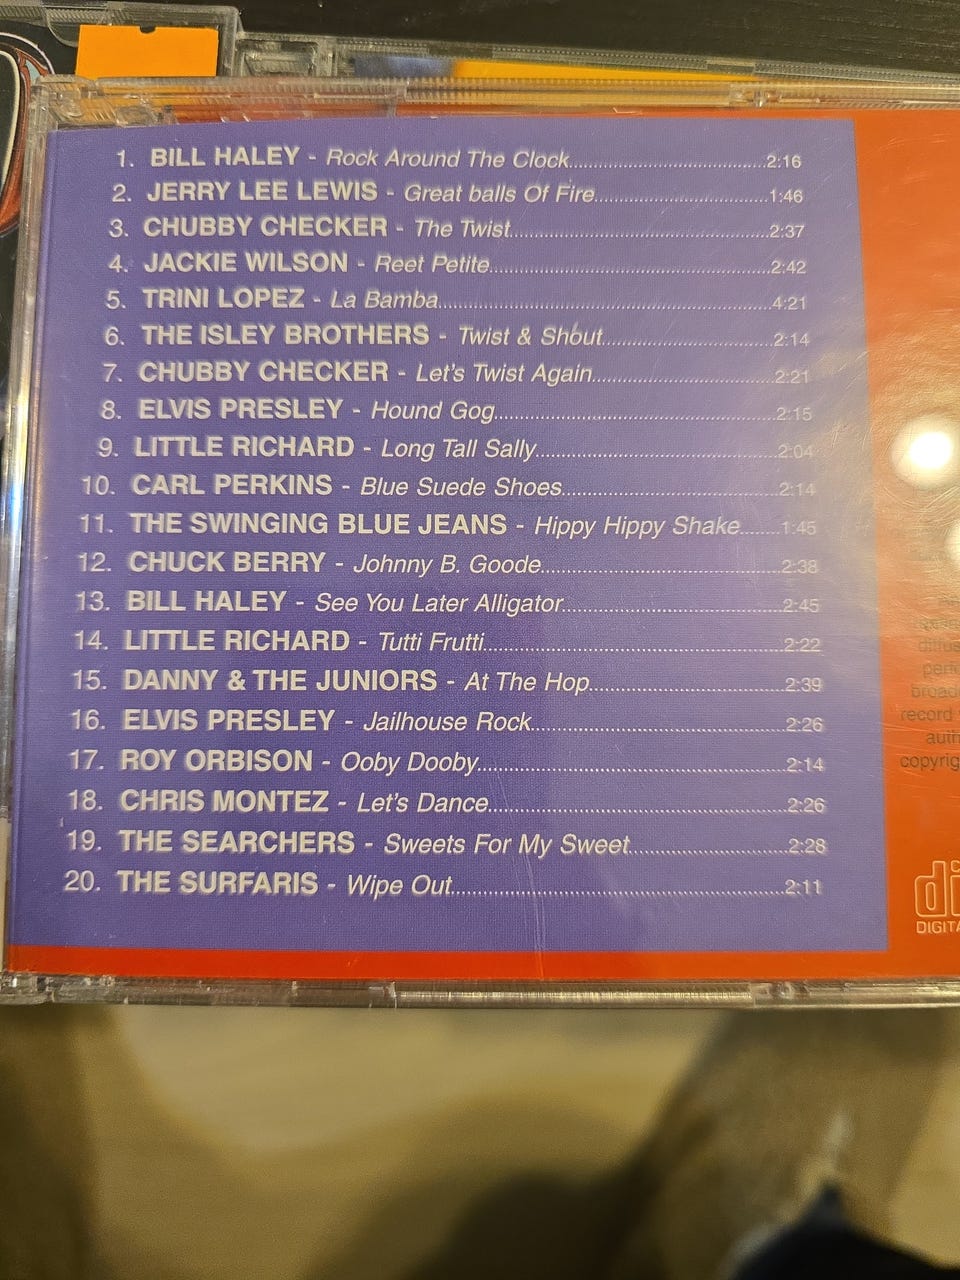 1. BILL HALEY - Rock Around The Clock..........2:16
2. JERRY LEE LEWIS - Great balls Of Fire..........1:46
3. CHUBBY CHECKER - The Twist..........2:37
4. JACKIE WILSON - Reet Petite..........2:42
5. TRINI LOPEZ - La Bamba..........4:21
6. THE ISLEY BROTHERS - Twist & Shout..........2:14
7. CHUBBY CHECKER - Let's Twist Again..........2:21
8. ELVIS PRESLEY - Hound Gog..........2:15
9. LITTLE RICHARD - Long Tall Sally..........2:04
10. CARL PERKINS - Blue Suede Shoes..........2:14
11. THE SWINGING BLUE JEANS - Hippy Hippy Shake..........1:45
12. CHUCK BERRY - Johnny B. Goode..........2:38
13. BILL HALEY - See You Later Alligator..........2:45
14. LITTLE RICHARD - Tutti Frutti..........2:22
15. DANNY & THE JUNIORS - At The Hop..........2:39
16. ELVIS PRESLEY - Jailhouse Rock..........2:26
17. ROY ORBISON - Ooby Dooby..........2:14
18. CHRIS MONTEZ - Let's Dance..........2:26
19. THE SEARCHERS - Sweets For My Sweet..........2:28
20. THE SURFARIS - Wipe Out..........2:11
diffus
perfo
broad
record
auth
copyrig
di
DIGITA